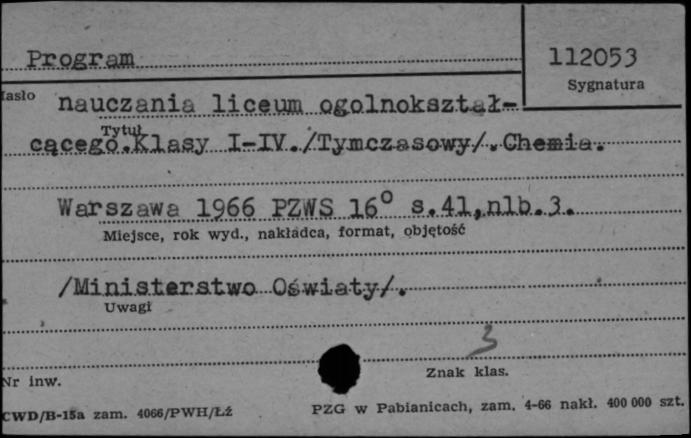 Program
112053
Sygnatura
nauczania liceum ogolnokształ-
Tytuł
cącego.Klasy I-IV./Tymczasowy/.Chemia.
Warszawa 1966 PZWS 16° s.41,nlb.3.
Miejsce, rok wyd., nakładca, format, objętość
/Ministerstwo Oświaty/.
Uwagi
3
Nr inw.
Znak klas.
CWD/B-15a zam. 4066/PWH/Łź
PZG w Pabianicach, zam. 4-66 nakł. 400 000 szt.